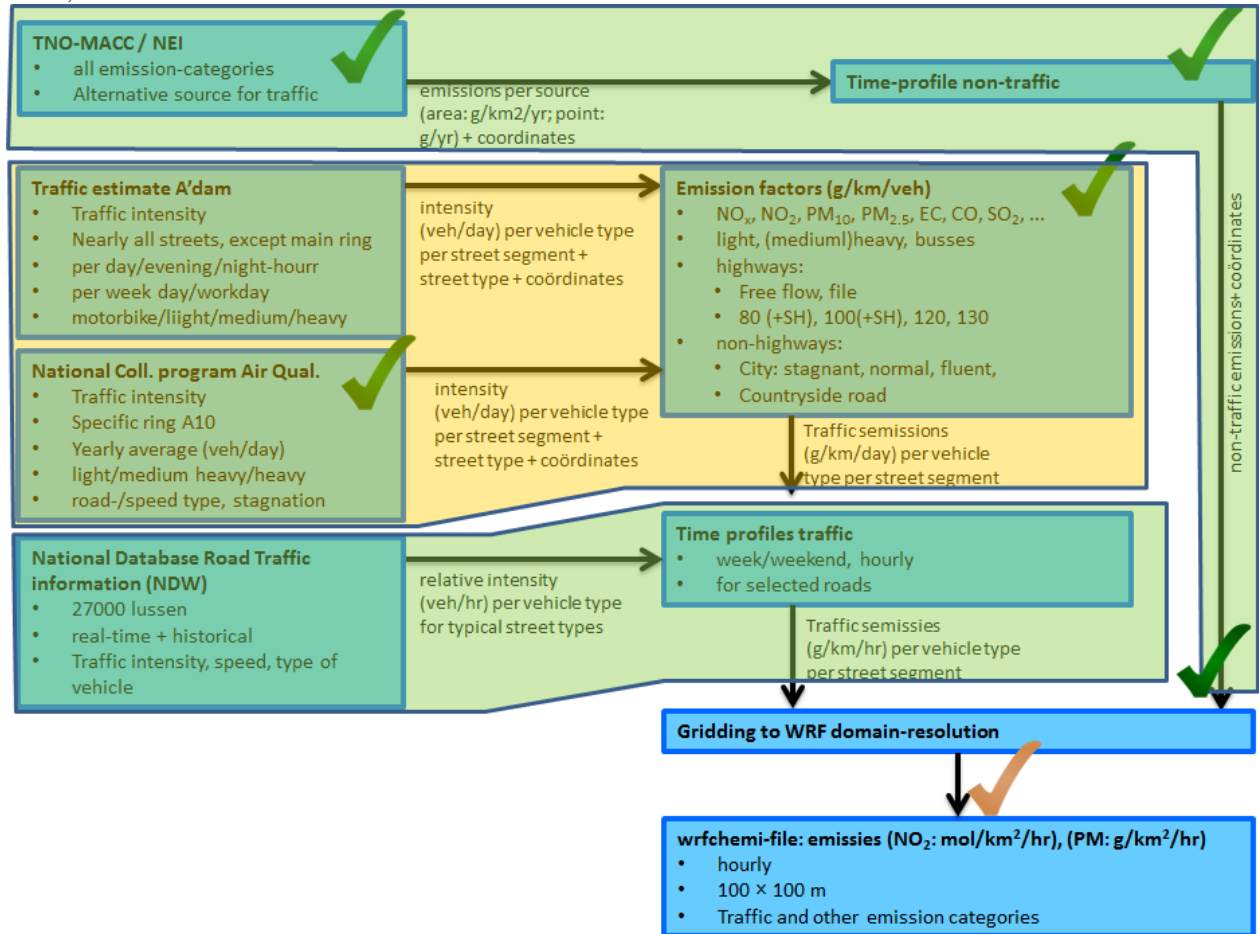 TNO-MACC / NEI
• all emission-categories
• Alternative source for traffic
emissions per source
(area: g/km2/yr; point:
g/yr) + coordinates
Time-profile non-traffic
Traffic estimate A'dam
• Traffic intensity
• Nearly all streets, except main ring
• per day/evening/night-hourr
• per week day/workday
• motorbike/liight/medium/heavy
intensity
(veh/day) per vehicle type
per street segment +
street type + coördinates
Emission factors (g/km/veh)
• NOx, NO2, PM10, PM2.5, EC, CO, SO2, ...
• light, (mediuml)heavy, busses
• highways:
• Free flow, file
• 80 (+SH), 100(+SH), 120, 130
• non-highways:
• City: stagnant, normal, fluent,
• Countryside road
non-traffic emissions+ coördinates
National Coll. program Air Qual.
• Traffic intensity
• Specific ring A10
• Yearly average (veh/day)
• light/medium heavy/heavy
• road-/speed type, stagnation
intensity
(veh/day) per vehicle type
per street segment +
street type + coördinates
Traffic semissions
(g/km/day) per vehicle
type per street segment
National Database Road Traffic
information (NDW)
• 27000 lussen
• real-time + historical
• Traffic intensity, speed, type of
vehicle
relative intensity
(veh/hr) per vehicle type
for typical street types
Time profiles traffic
• week/weekend, hourly
• for selected roads
Traffic semissies
(g/km/hr) per vehicle type
per street segment
Gridding to WRF domain-resolution
wrfchemi-file: emissies (NO2: mol/km²/hr), (PM: g/km²/hr)
• hourly
• 100 × 100 m
• Traffic and other emission categories